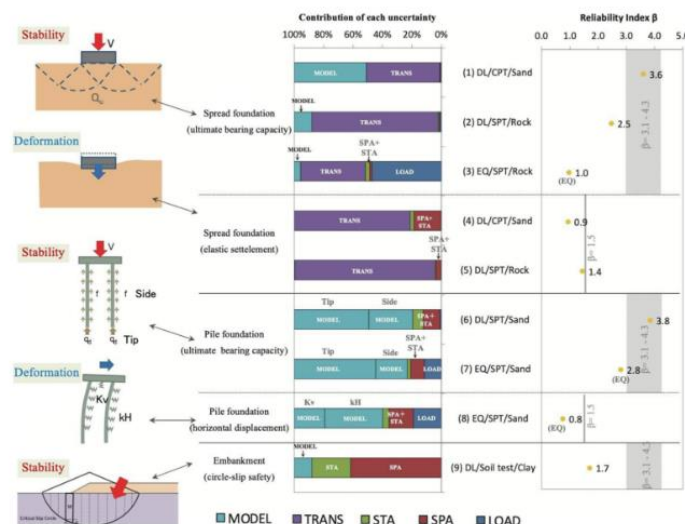 Stability
V
Qu
Deformation
Stability
V
f
f
Side
Tip
Deformation
Kv
kH
Stability
Spread foundation
(ultimate bearing capacity)
Spread foundation
(elastic settelement)
Pile foundation
(ultimate bearing capacity)
Pile foundation
(horizontal displacement)
Embankment
(circle-slip safety)
Contribution of each uncertainty
100% 80% 60% 40% 20% 0%
MODEL
TRANS
MODEL
TRANS
MODEL
SPA+
STA
TRANS
LOAD
TRANS
SPA+
STA
SPA+
STA
TRANS
Tip
Side
MODEL
MODEL
SPA+
STA
SPA+
STA
Tip
Side
MODEL
MODEL
LOAD
Kv
kH
MODEL
MODEL
SPA+
STA
LOAD
MODEL
STA
SPA
(1) DL/CPT/Sand
(2) DL/SPT/Rock
(3) EQ/SPT/Rock
(4) DL/CPT/Sand
(5) DL/SPT/Rock
(6) DL/SPT/Sand
(7) EQ/SPT/Sand
(8) EQ/SPT/Sand
(9) DL/Soil test/Clay
Reliability Index β
1.0 2.0 3.0 4.0 5.0
3.6
2.5
1.0
(EQ)
β= 3.1 - 4.3
0.9
1.4
β= 1.5
3.8
2.8
(EQ)
β= 3.1 - 4.3
0.8
(EQ)
β= 1.5
1.7
β= 3.1 - 4.3
MODEL TRANS STA SPA LOAD